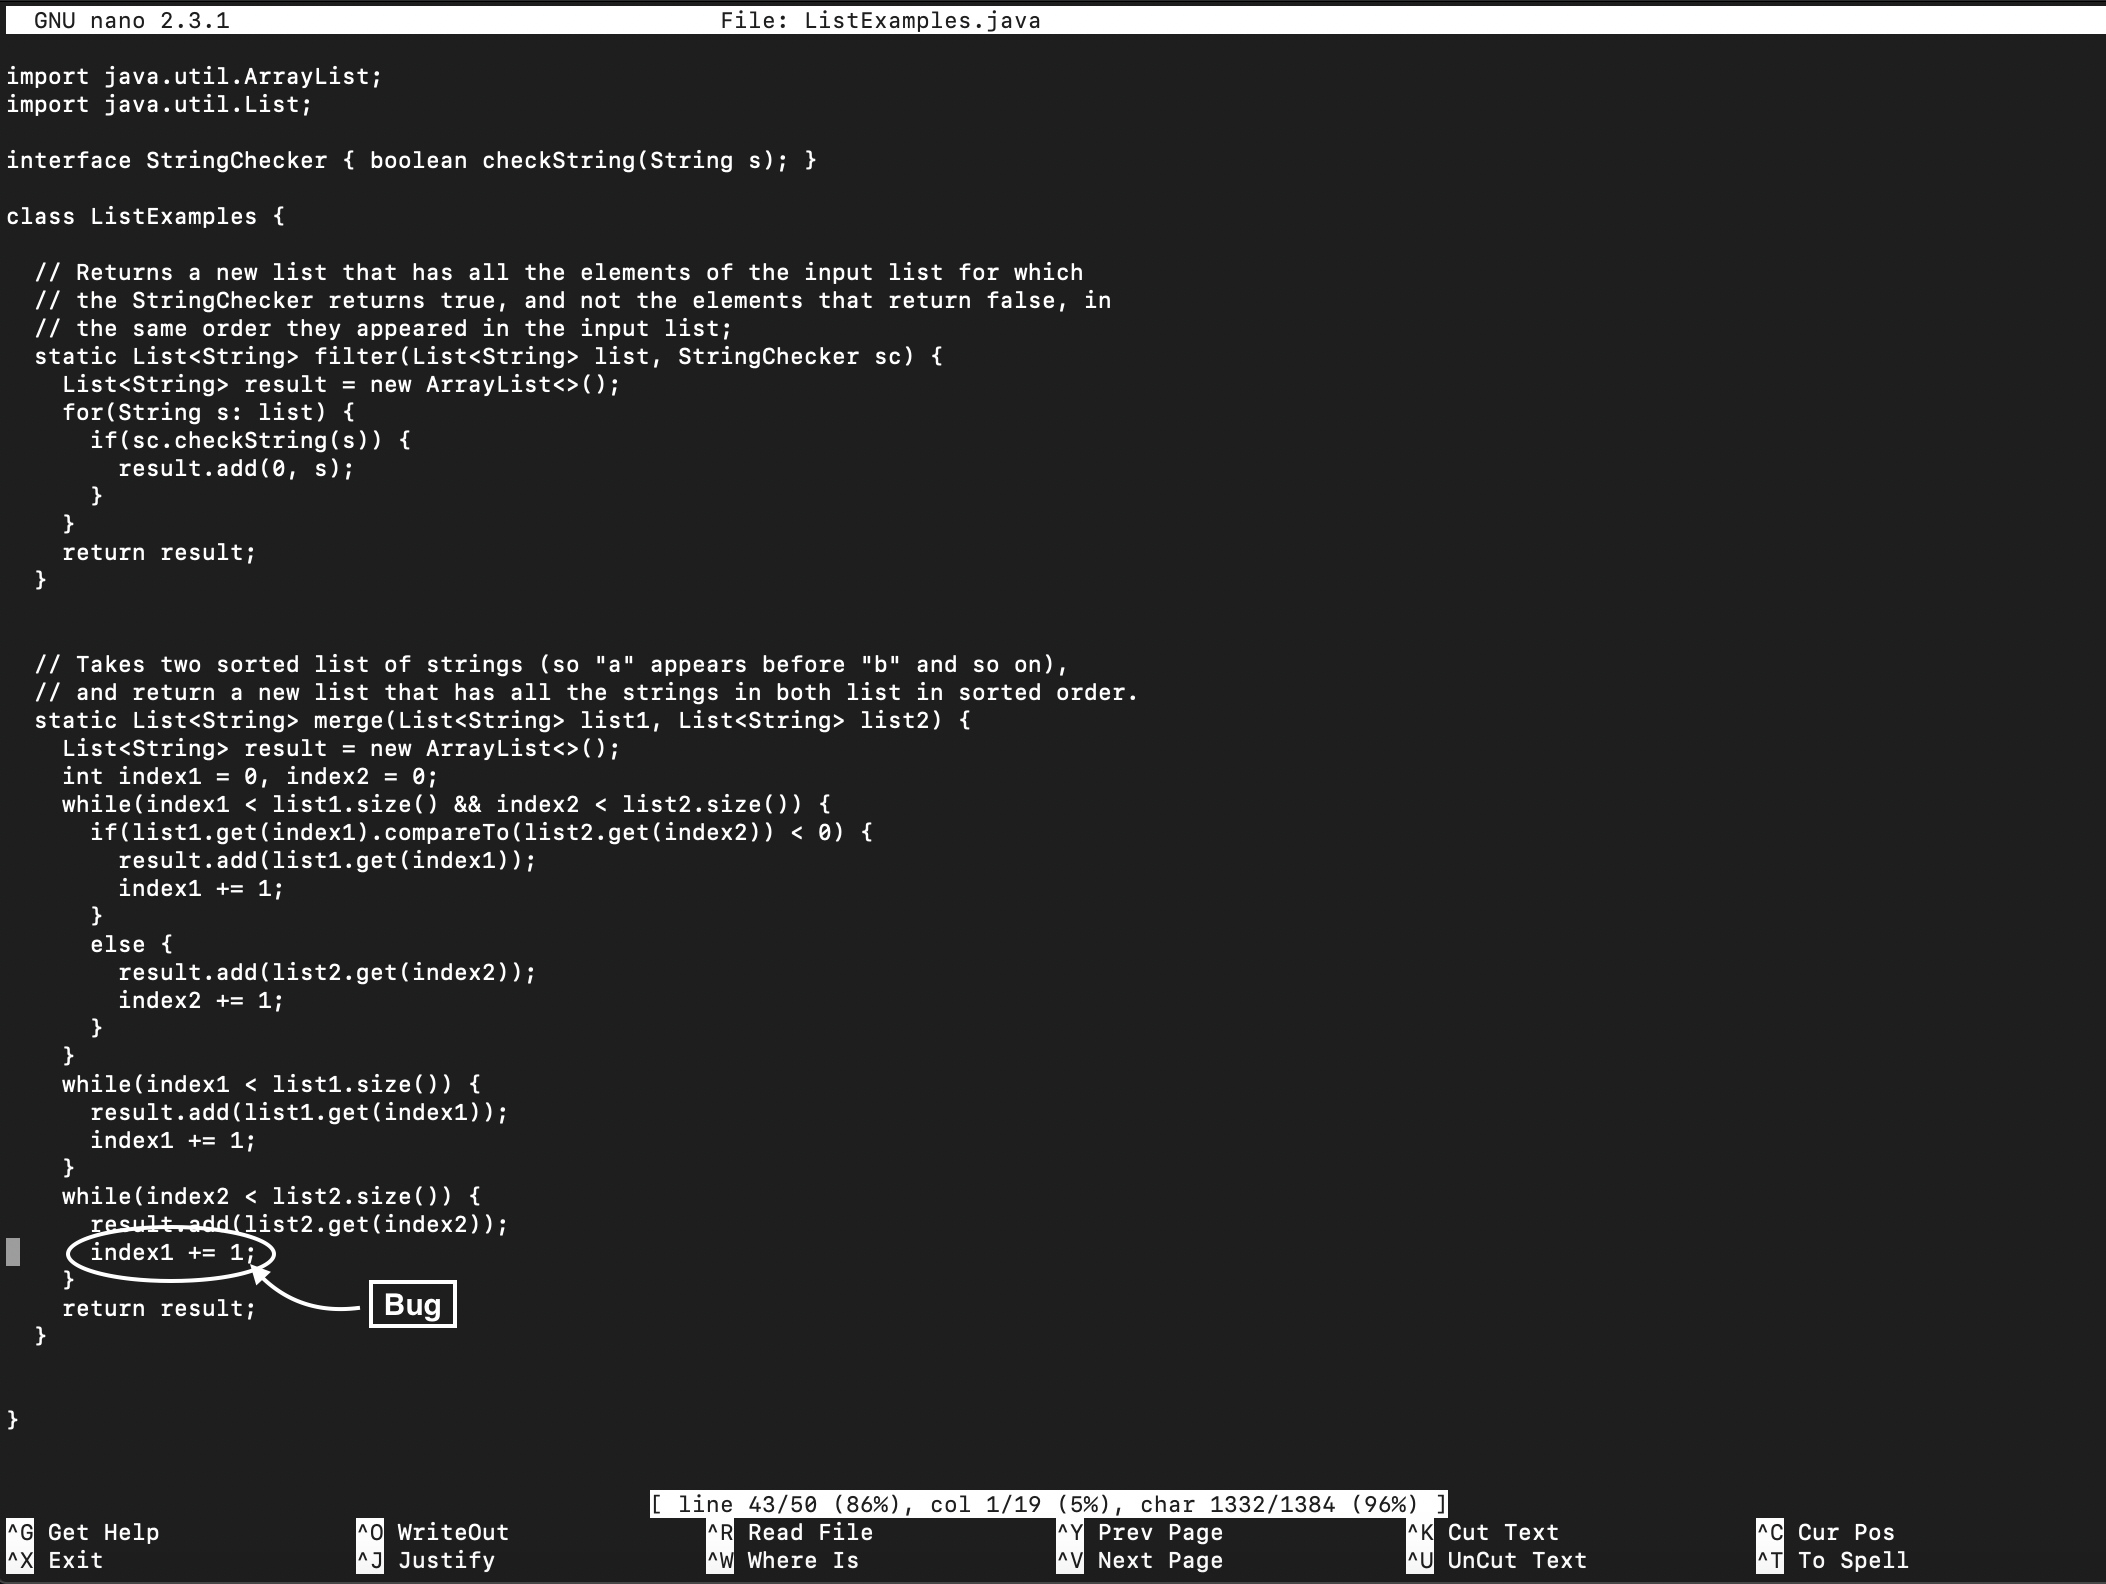 GNU nano 2.3.1 File: ListExamples.java
import java.util.ArrayList;
import java.util.List;
interface StringChecker { boolean checkString(String s); }
class ListExamples {
// Returns a new list that has all the elements of the input list for which
// the StringChecker returns true, and not the elements that return false, in
// the same order they appeared in the input list;
static List<String> filter(List<String> list, StringChecker sc) {
List<String> result = new ArrayList<>();
for(String s: list) {
if(sc.checkString(s)) {
result.add(0, s);
}
}
return result;
}
// Takes two sorted list of strings (so "a" appears before "b" and so on),
// and return a new list that has all the strings in both list in sorted order.
static List<String> merge(List<String> list1, List<String> list2) {
List<String> result = new ArrayList<>();
int index1 = 0, index2 = 0;
while(index1 < list1.size() && index2 < list2.size()) {
if(list1.get(index1).compareTo(list2.get(index2)) < 0) {
result.add(list1.get(index1));
index1 += 1;
}
else {
result.add(list2.get(index2));
index2 += 1;
}
}
while(index1 < list1.size()) {
result.add(list1.get(index1));
index1 += 1;
}
while(index2 < list2.size()) {
result.add(list2.get(index2));
index1 += 1;
}
Bug
return result;
}
}
[ line 43/50 (86%), col 1/19 (5%), char 1332/1384 (96%) ]
^G Get Help ^O WriteOut ^R Read File ^Y Prev Page ^K Cut Text ^C Cur Pos
^X Exit ^J Justify ^W Where Is ^V Next Page ^U UnCut Text ^T To Spell